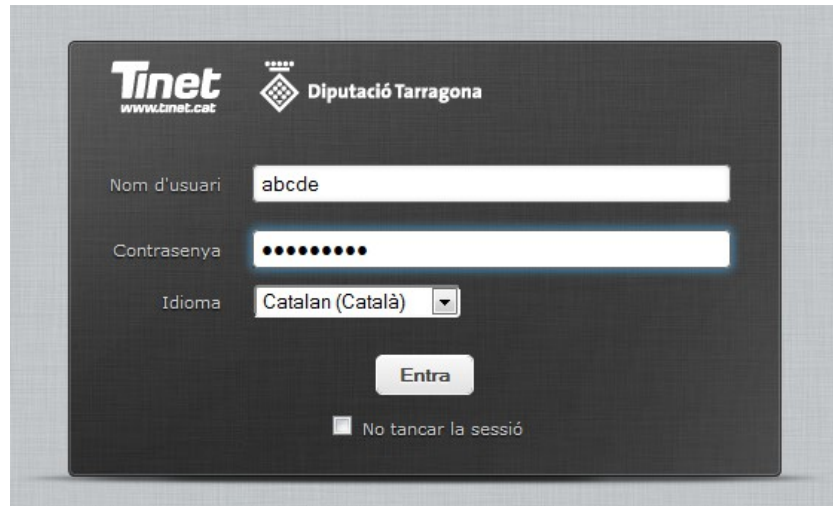 Tinet
www.tinet.cat
Diputació Tarragona
Nom d'usuari
abcde
Contrasenya
•••••••••
Idioma
Catalan (Català)
Entra
No tancar la sessió